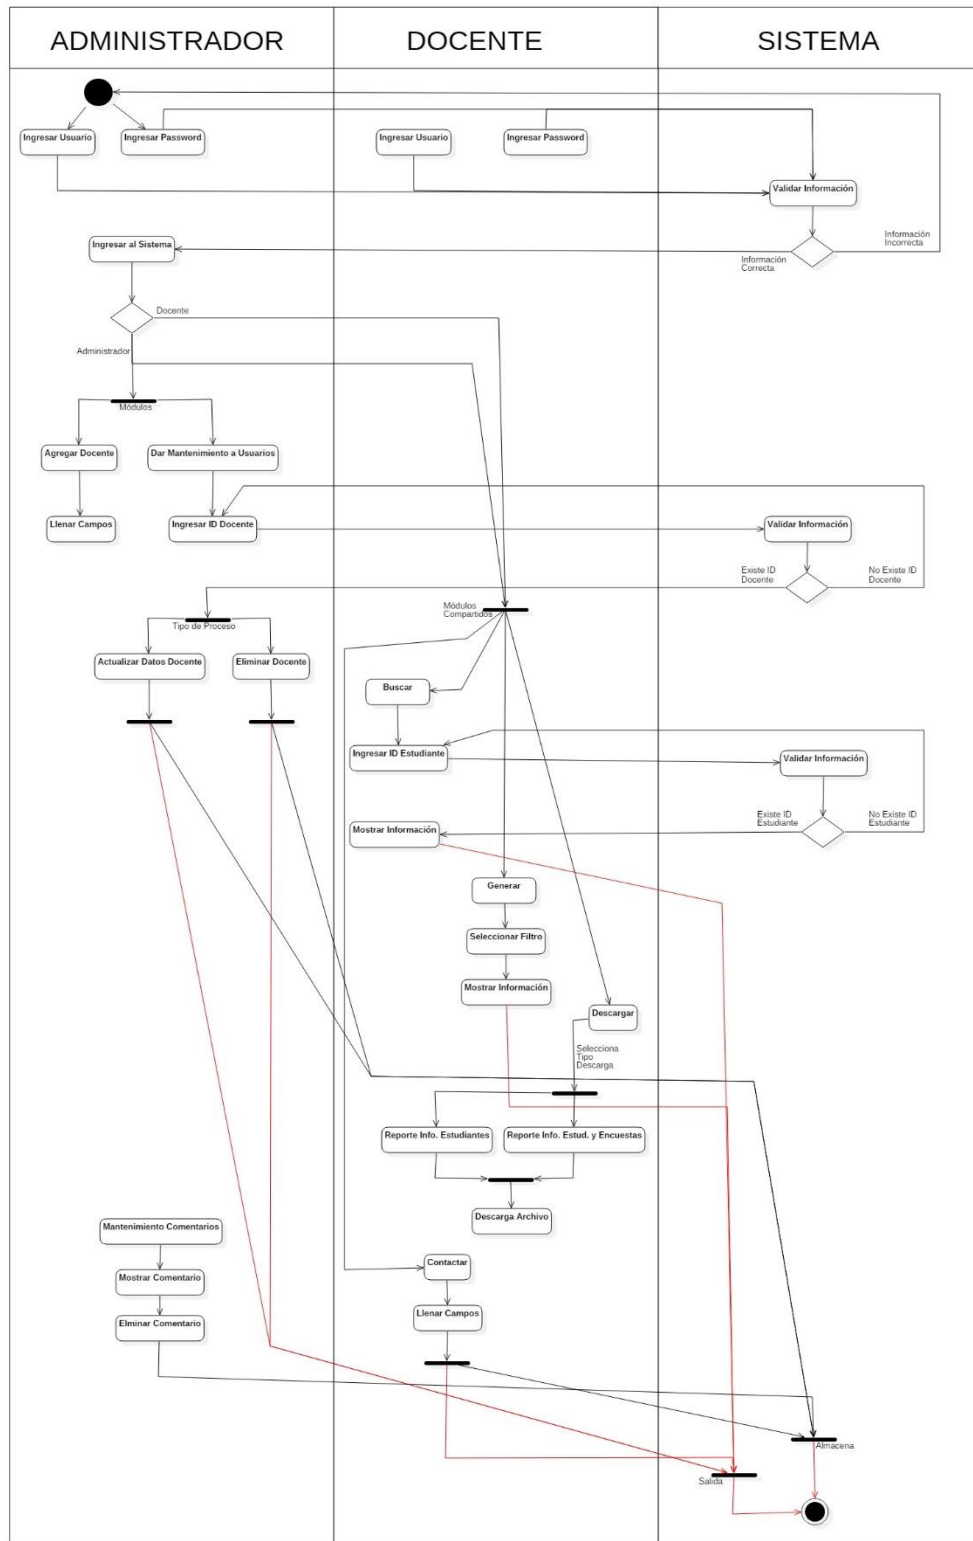 ADMINISTRADOR
DOCENTE
SISTEMA
Ingresar Usuario
Ingresar Password
Ingresar Usuario
Ingresar Password
Validar Información
Ingresar al Sistema
Información
Correcta
Información
Incorrecta
Docente
Administrador
Módulos
Agregar Docente
Dar Mantenimiento a Usuarios
Llenar Campos
Ingresar ID Docente
Validar Información
Existe ID
Docente
No Existe ID
Docente
Módulos
Compartidos
Tipo de Proceso
Actualizar Datos Docente
Eliminar Docente
Buscar
Ingresar ID Estudiante
Validar Información
Existe ID
Estudiante
No Existe ID
Estudiante
Mostrar Información
Generar
Seleccionar Filtro
Mostrar Información
Descargar
Selecciona
Tipo
Descarga
Reporte Info. Estudiantes
Reporte Info. Estud. y Encuestas
Descarga Archivo
Mantenimiento Comentarios
Mostrar Comentario
Elminar Comentario
Contactar
Llenar Campos
Almacena
Salida